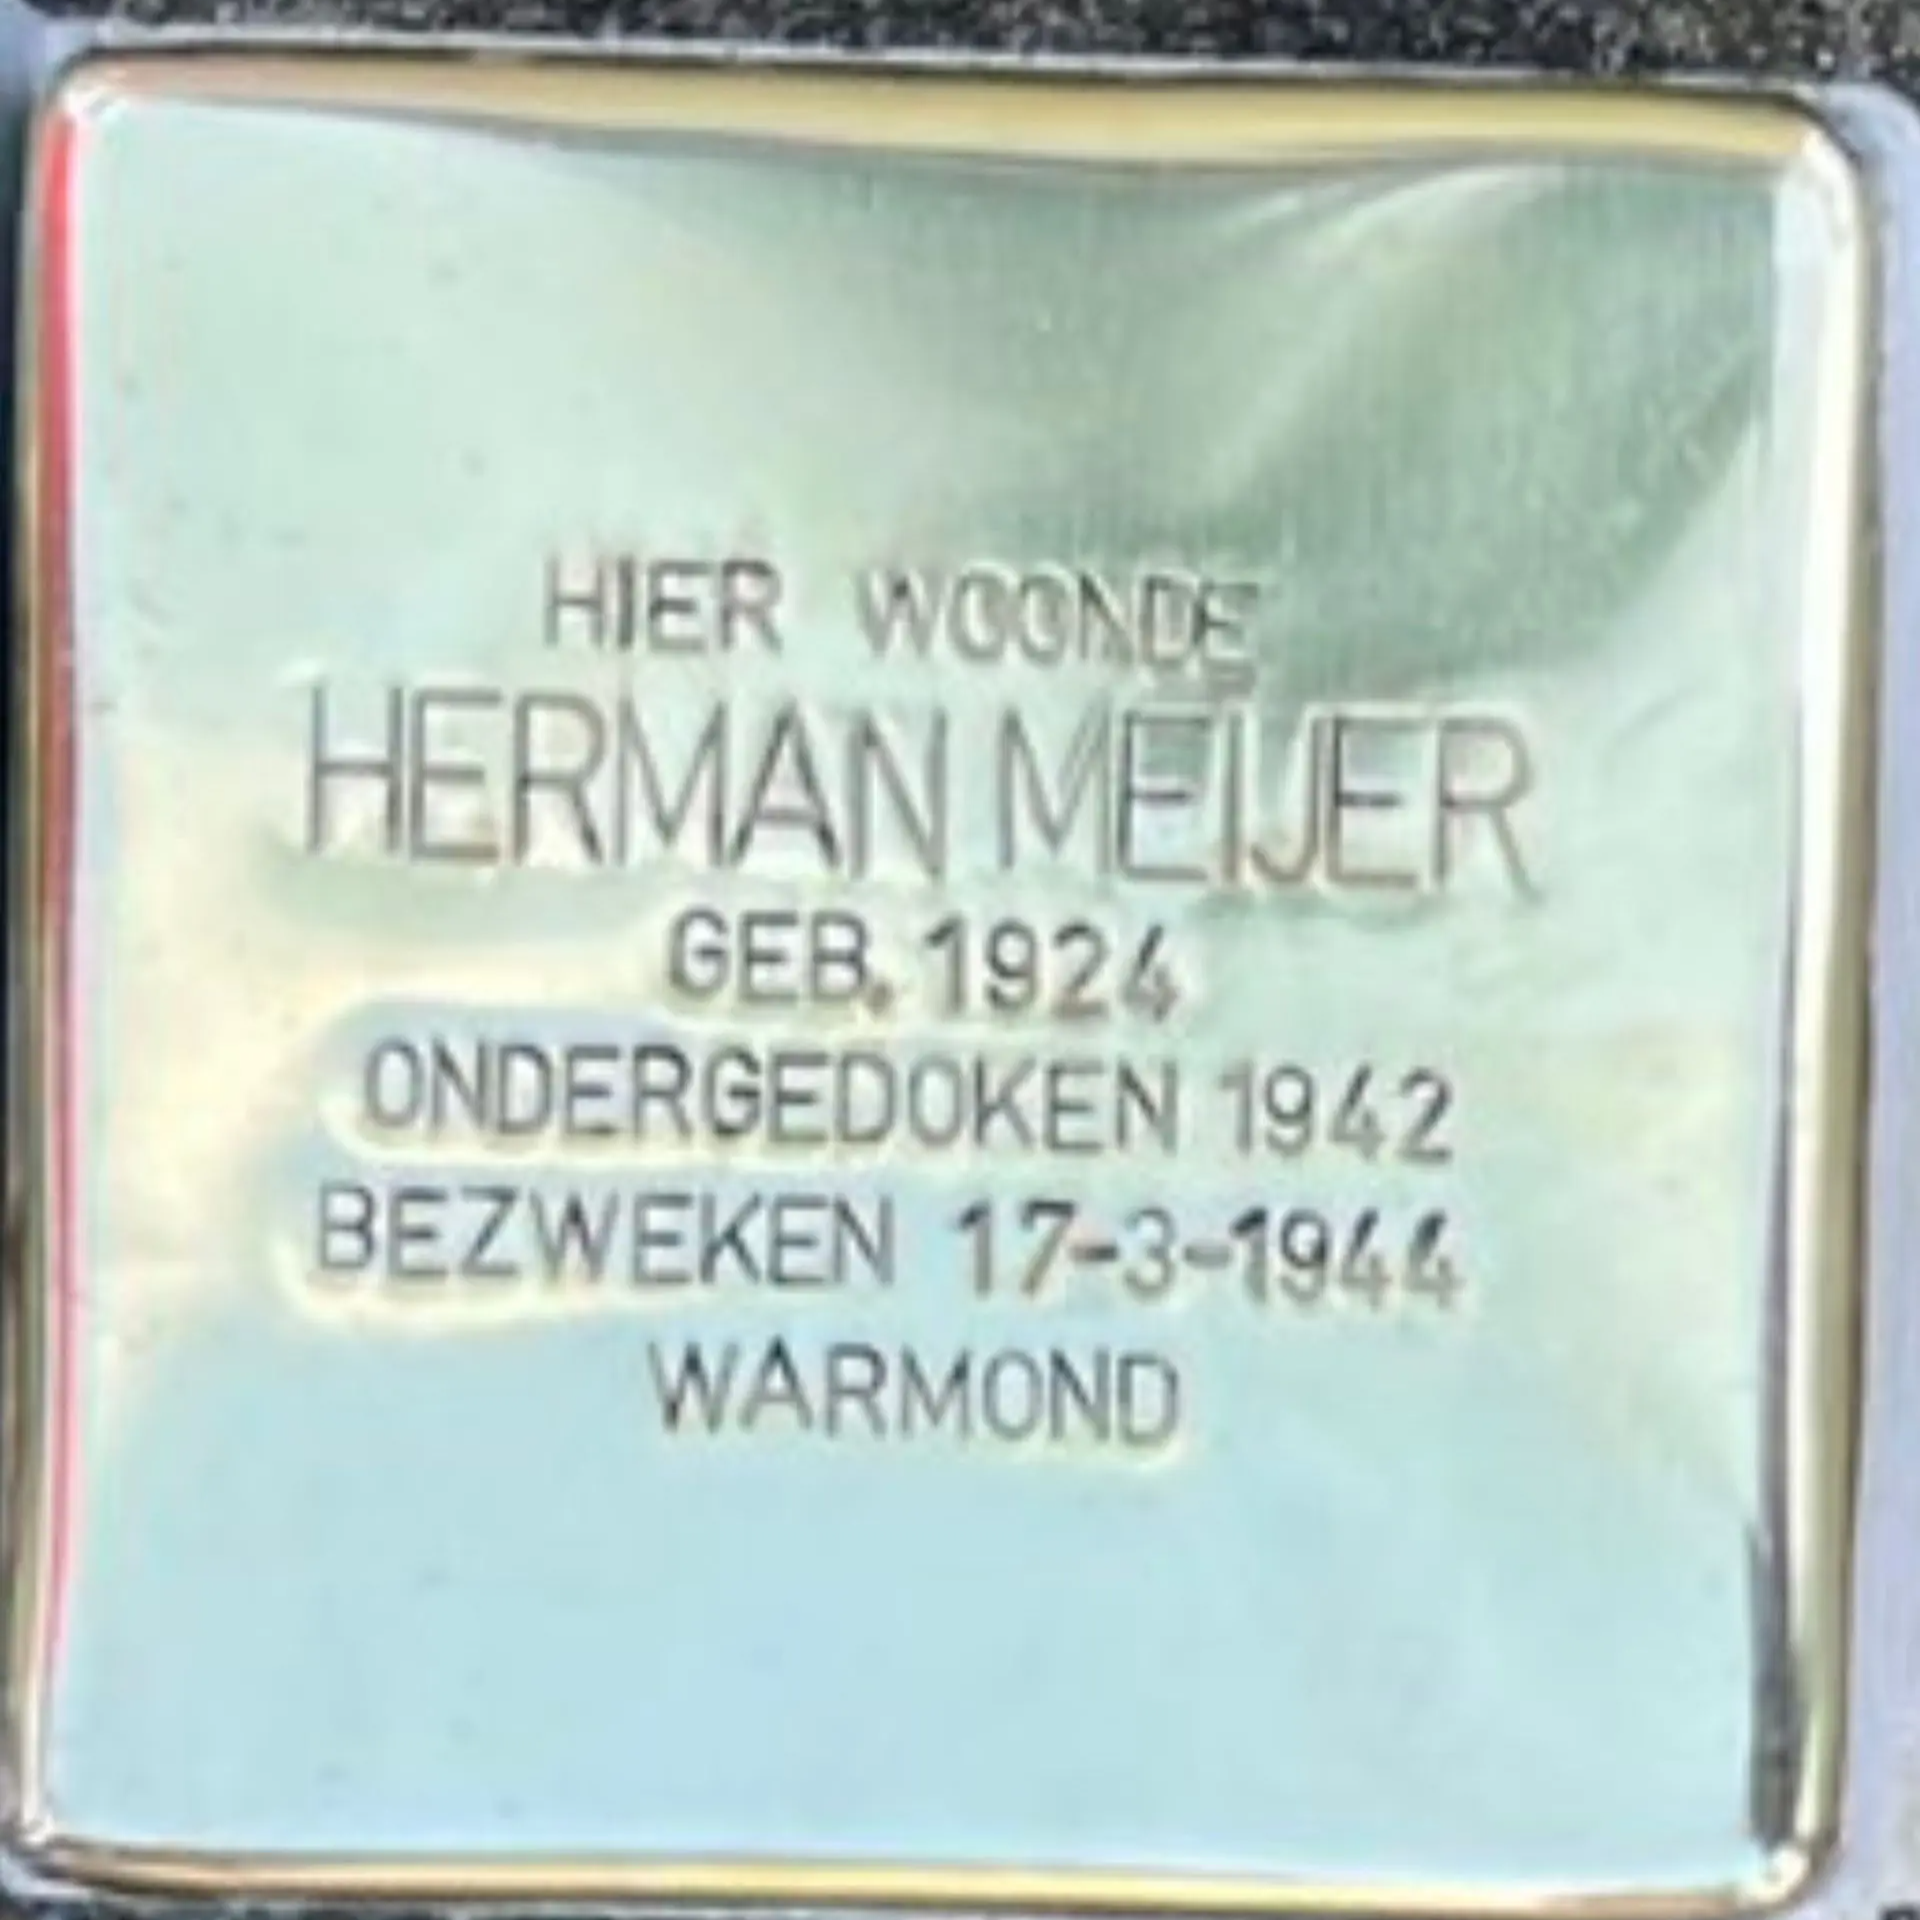 HIER WOONDE
HERMAN MEIJER
GEB. 1924
ONDERGEDOKEN 1942
BEZWEKEN 17-3-1944
WARMOND